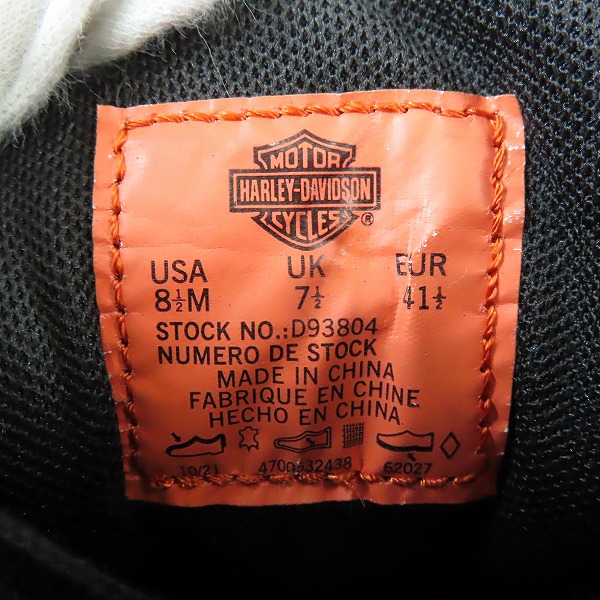 MOTOR
HARLEY-DAVIDSON
CYCLES®
USA UK EUR
8½M 7½ 41½
STOCK NO.:D93804
NUMERO DE STOCK
MADE IN CHINA
FABRIQUE EN CHINE
HECHO EN CHINA
10/21 4700632438 62027